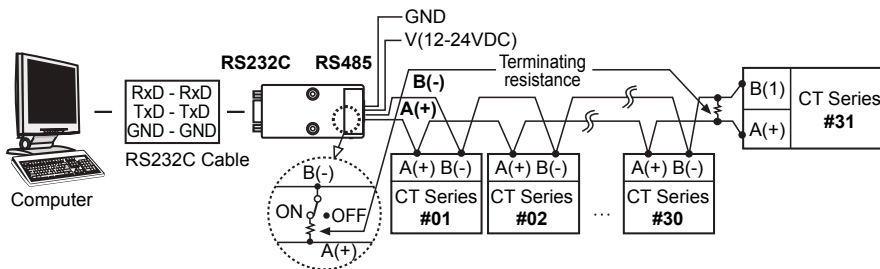 GND
V(12-24VDC)
RS232C RS485
Terminating
resistance
B(-)
A(+)
RxD - RxD
TxD - TxD
GND - GND
RS232C Cable
Computer
B(1)
A(+)
CT Series
#31
B(-)
ON
OFF
A(+)
A(+) B(-)
CT Series
#01
A(+) B(-)
CT Series
#02
...
A(+) B(-)
CT Series
#30